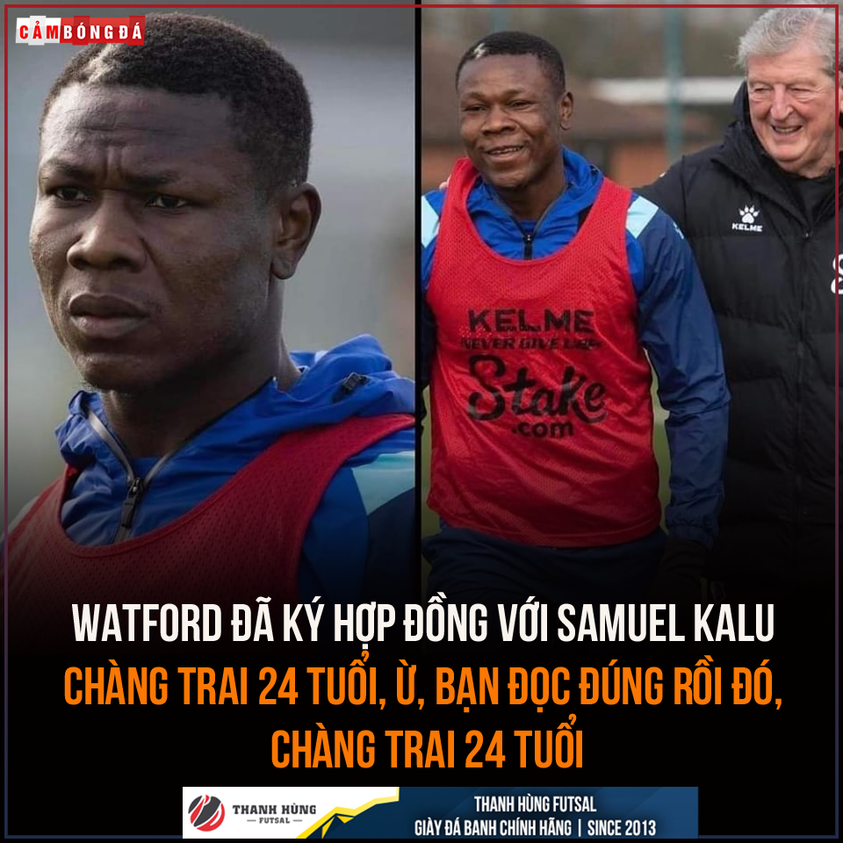 CẢMBÓNGĐÁ
KELME
KELME
NEVER GIVE
Stake
.com
WATFORD ĐÃ KÝ HỢP ĐỒNG VỚI SAMUEL KALU
CHÀNG TRAI 24 TUỔI, Ừ, BẠN ĐỌC ĐÚNG RỒI ĐÓ,
CHÀNG TRAI 24 TUỔI
THANH HÙNG
FUTSAL
THANH HÙNG FUTSAL
GIÀY ĐÁ BANH CHÍNH HÃNG | SINCE 2013